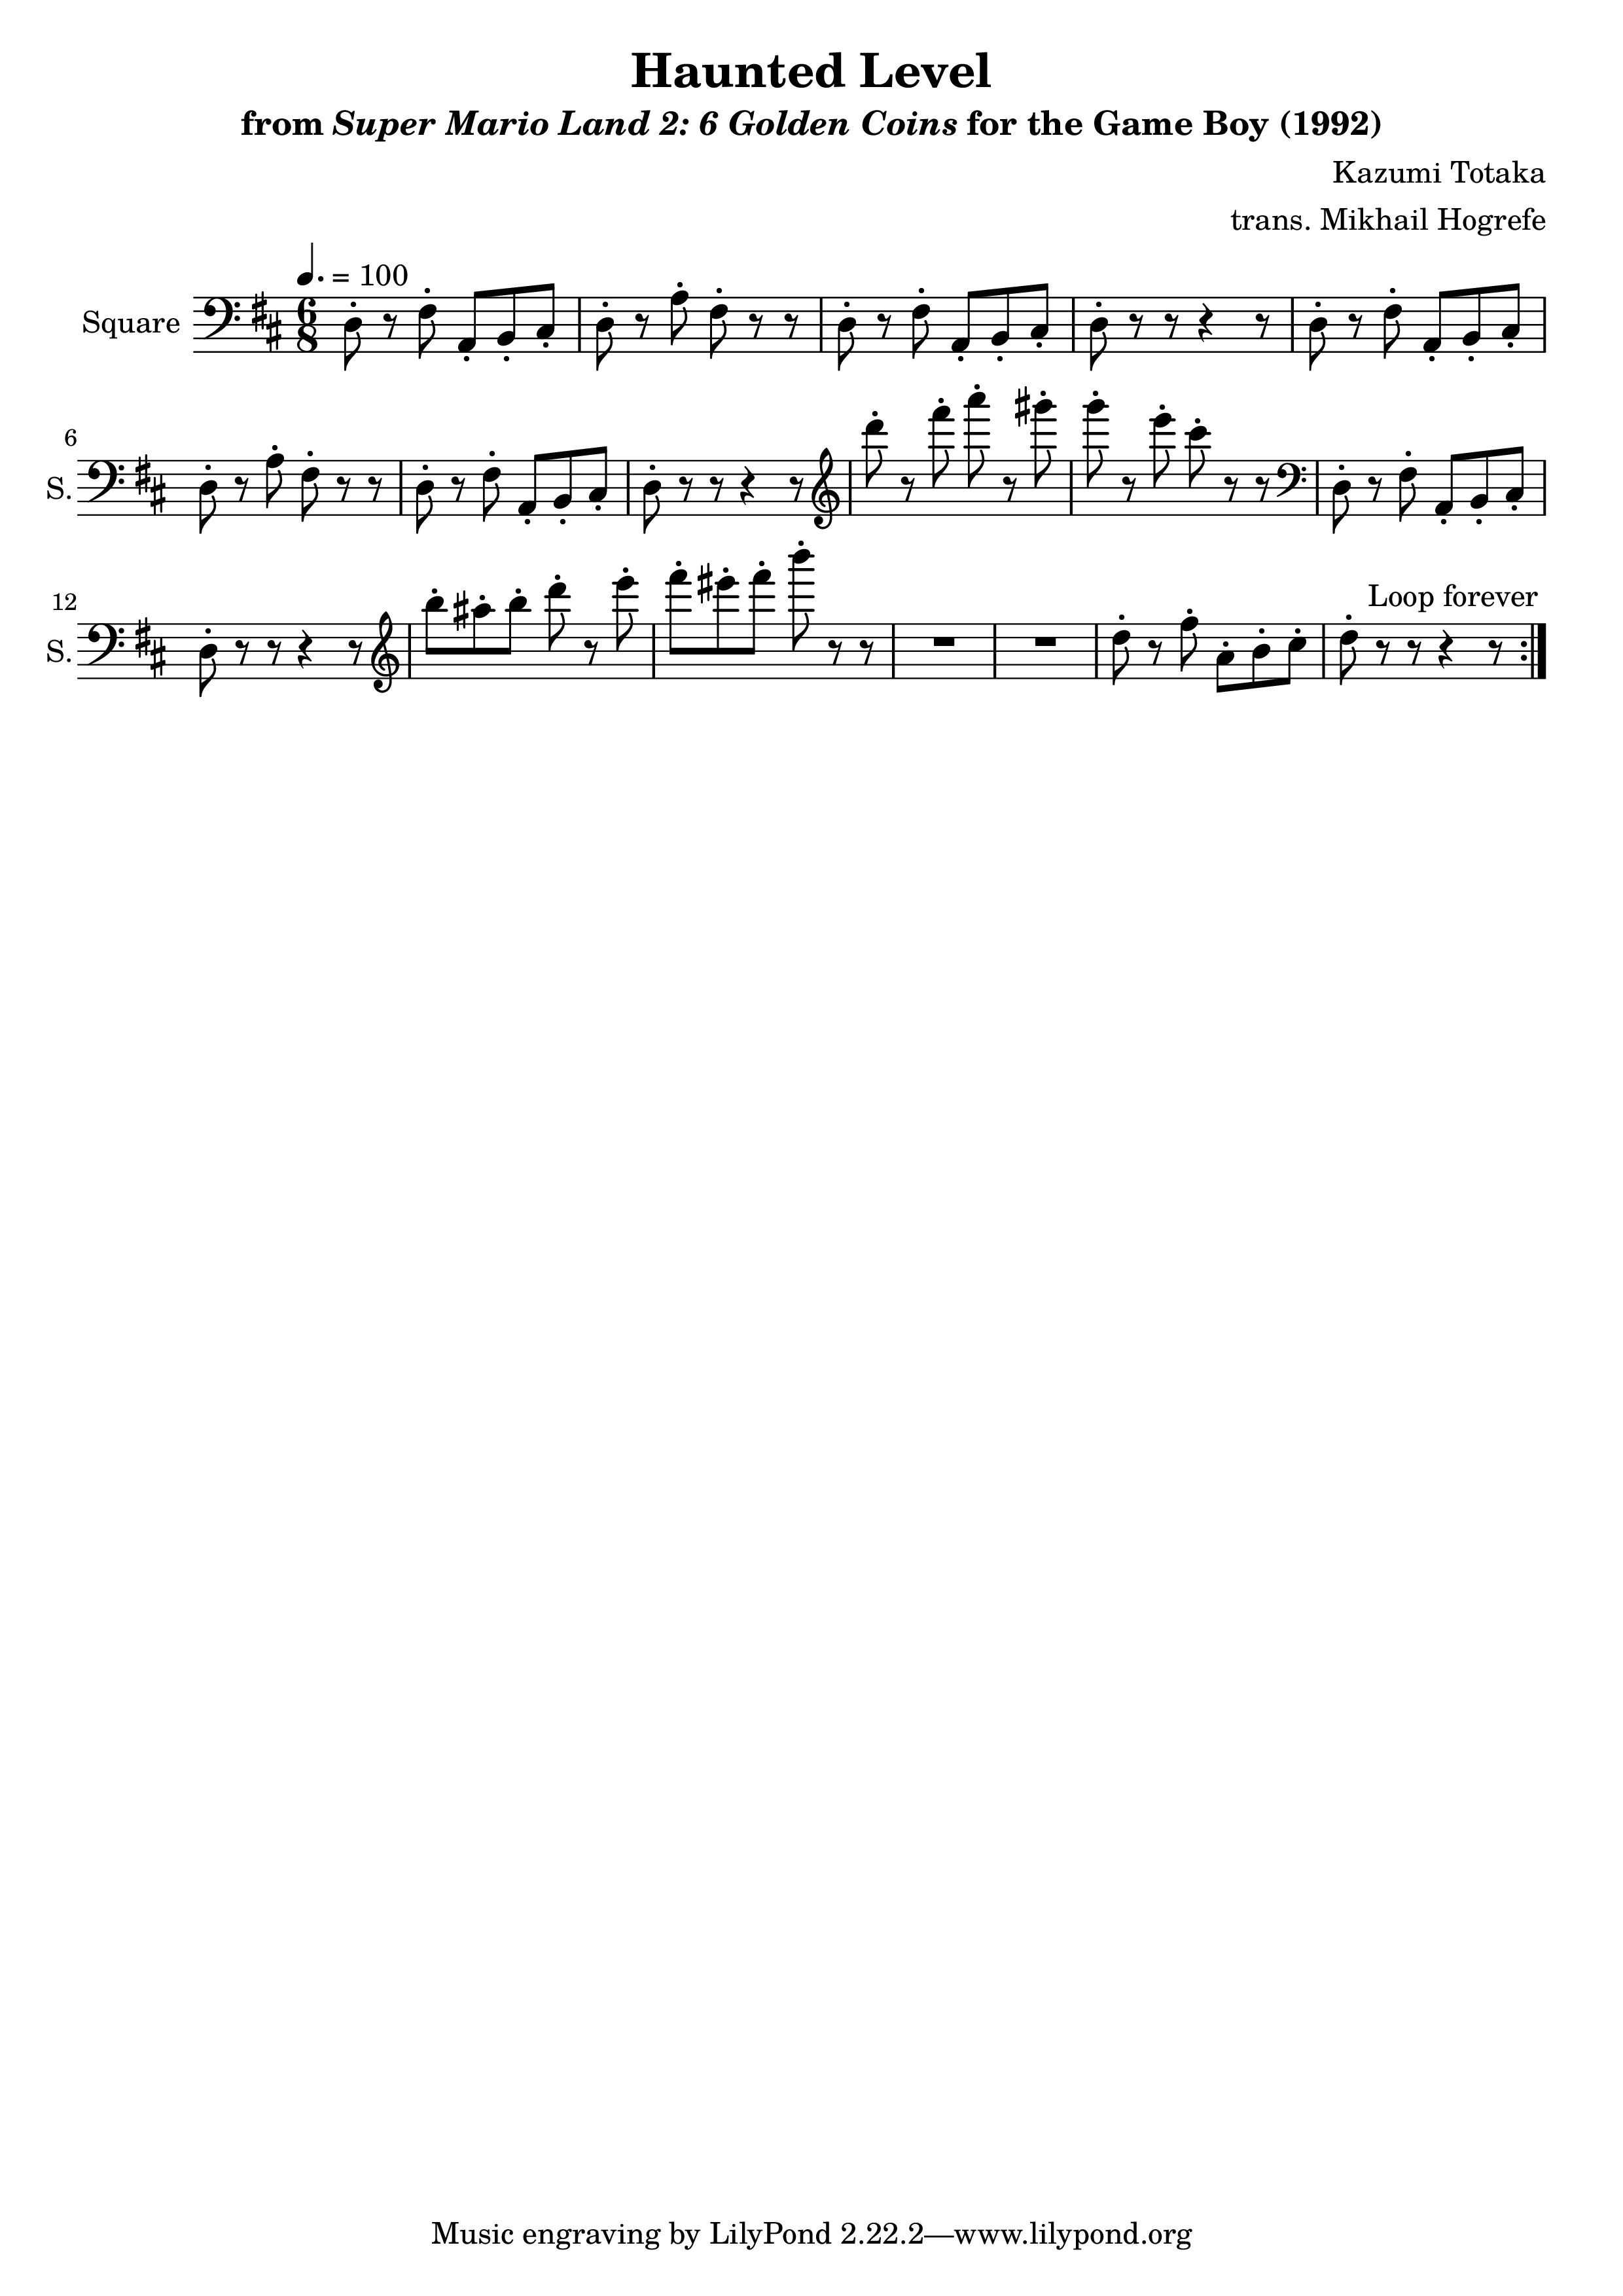 Haunted Level
from Super Mario Land 2: 6 Golden Coins for the Game Boy (1992)
Kazumi Totaka
trans. Mikhail Hogrefe
= 100
Square
6
8
6
S.
12
S.
Loop forever
Music engraving by LilyPond 2.22.2—www.lilypond.org